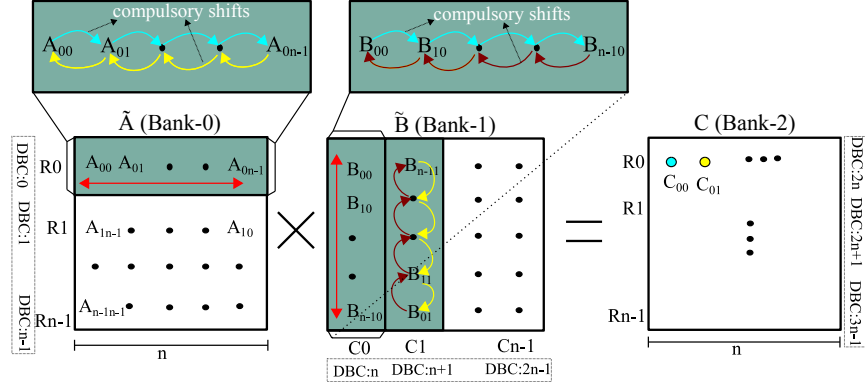 compulsory shifts compulsory shifts
A00 A01 A0n-1 B00 B10 Bn-10
Ã (Bank-0) B̃ (Bank-1) C (Bank-2)
DBC:0 R0 A00 A01 A0n-1
DBC:1 R1 A1n-1 A10
DBC:n-1 Rn-1 An-1n-1
n
B00 Bn-11
B10
B11
Bn-10 B01
C0 C1 Cn-1
DBC:n DBC:n+1 DBC:2n-1
R0 C00 C01 DBC:2n
R1 DBC:2n+1
Rn-1 DBC:3n-1
n